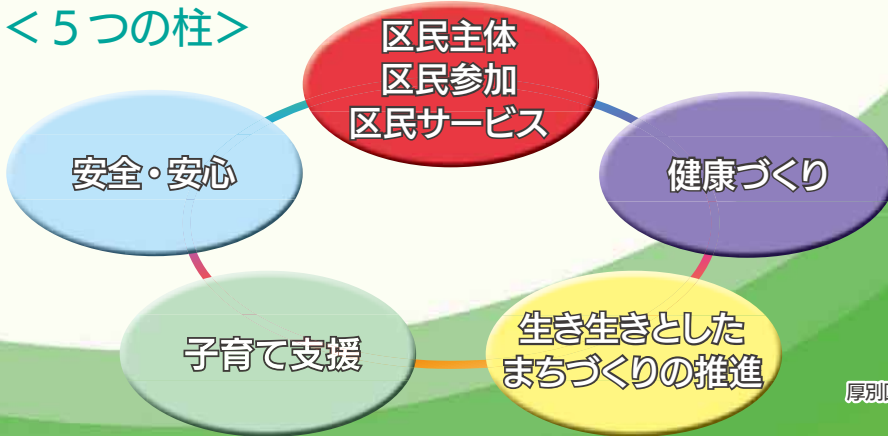 ＜５つの柱＞
区民主体
区民参加
区民サービス
安全・安心
健康づくり
子育て支援
生き生きとした
まちづくりの推進
厚別